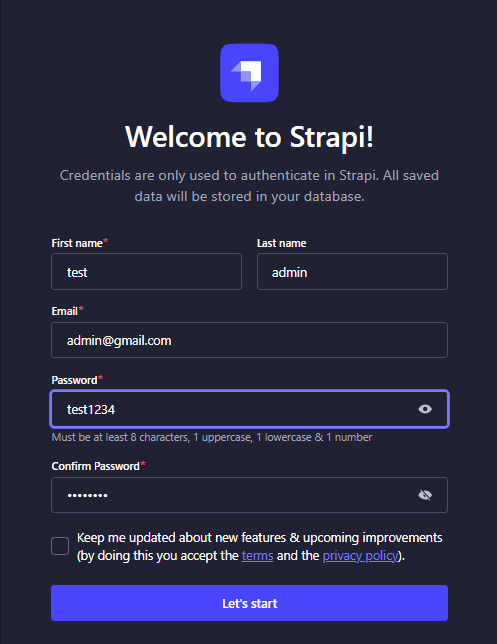 Welcome to Strapi!
Credentials are only used to authenticate in Strapi. All saved
data will be stored in your database.
First name*
Last name
test
admin
Email*
admin@gmail.com
Password*
test1234
Must be at least 8 characters, 1 uppercase, 1 lowercase & 1 number
Confirm Password*
••••••••
Keep me updated about new features & upcoming improvements
(by doing this you accept the terms and the privacy policy).
Let's start